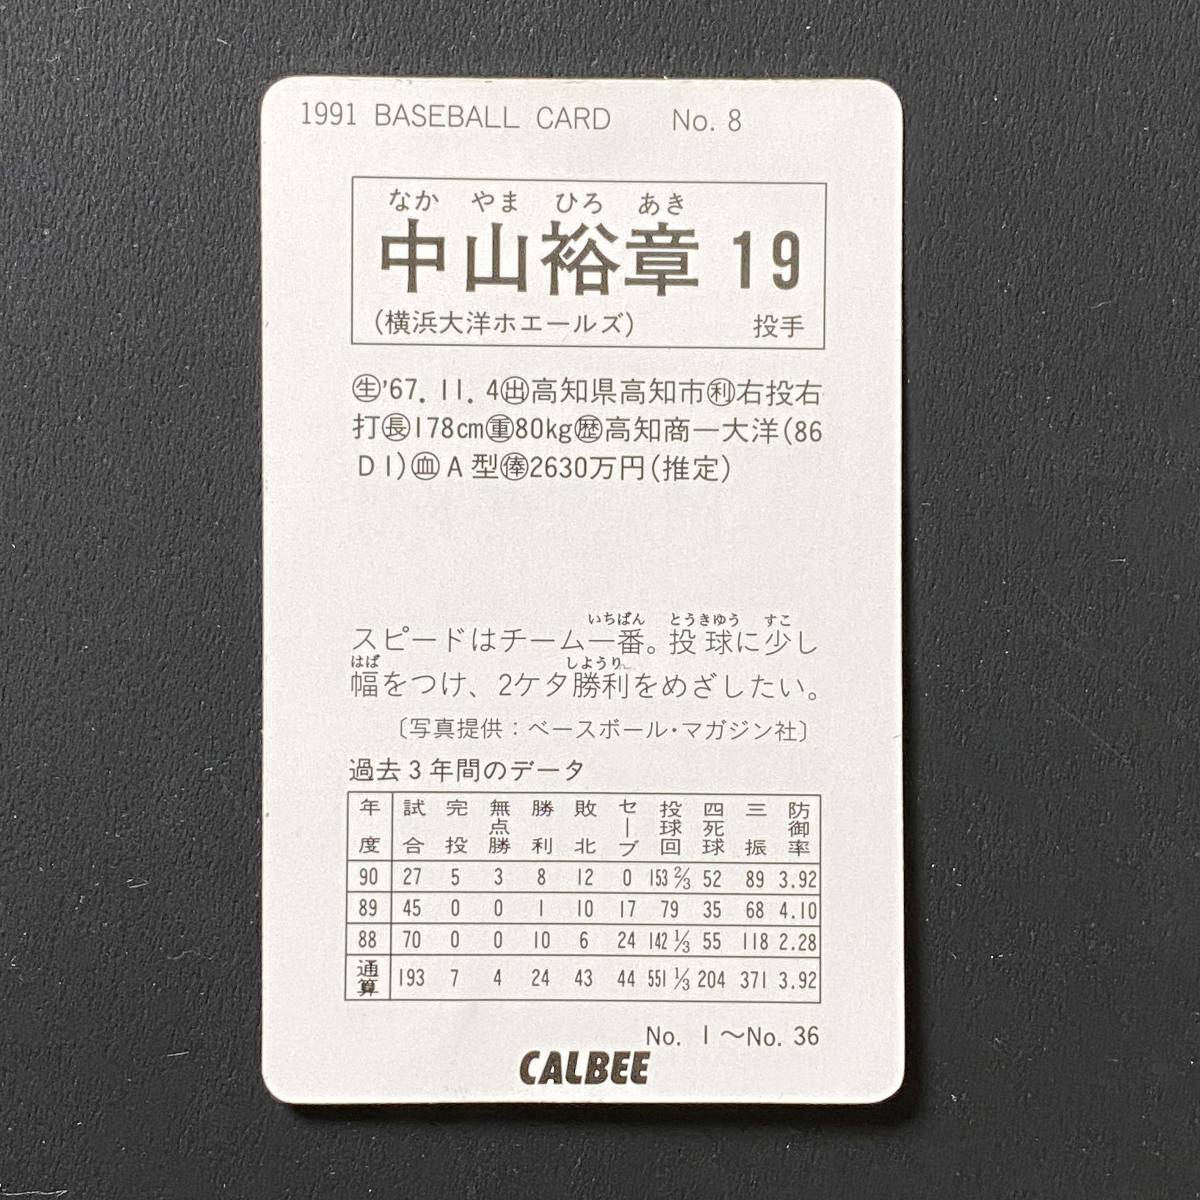 1991 BASEBALL CARD No. 8
なか やま ひろ あき
中山裕章 19
(横浜大洋ホエールズ) 投手
㊤'67.11.4㊦高知県高知市㊒右投右
打㊐178cm㊑80kg㊓高知商ー大洋(86
D1)㊔A型㊕2630万円(推定)
いちばん とうきゆう すこ
スピードはチーム一番。投球に少し
はば しようり
幅をつけ、2ケタ勝利をめざしたい。
〔写真提供：ベースボール・マガジン社〕
過去3年間のデータ
年度 試合 完投 無点勝 勝利 敗北 セーブ 投球回 四死球 三振 防御率
90 27 5 3 8 12 0 153 2/3 52 89 3.92
89 45 0 0 1 10 17 79 35 68 4.10
88 70 0 0 10 6 24 142 1/3 55 118 2.28
通算 193 7 4 24 43 44 551 1/3 204 371 3.92
No. 1〜No. 36
CALBEE